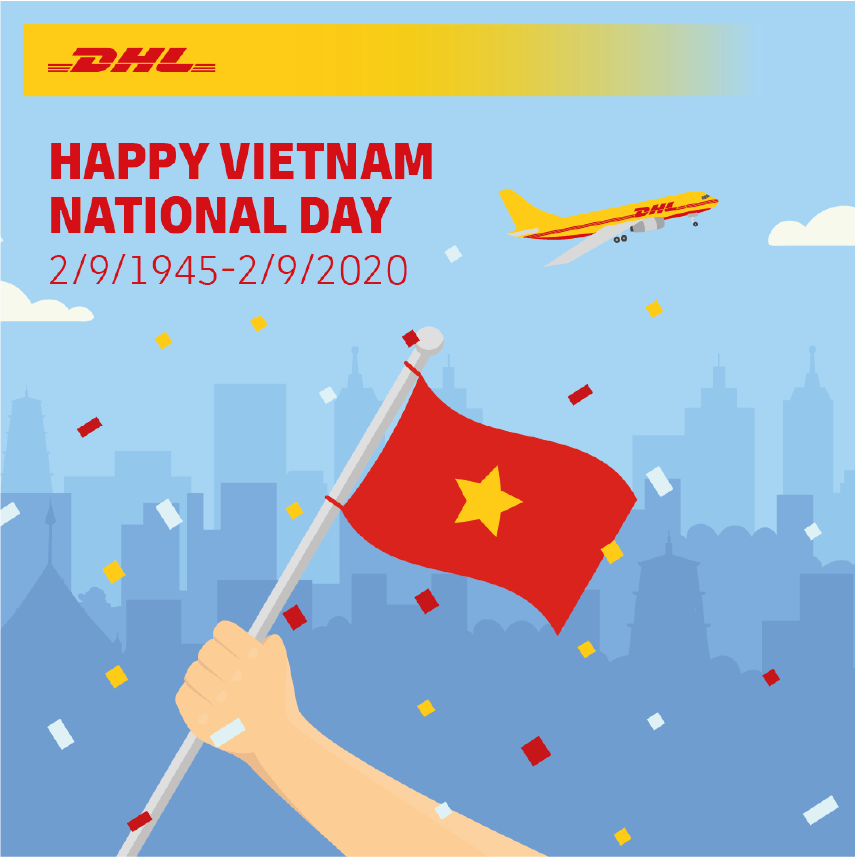 DHL
HAPPY VIETNAM
NATIONAL DAY
2/9/1945-2/9/2020
DHL